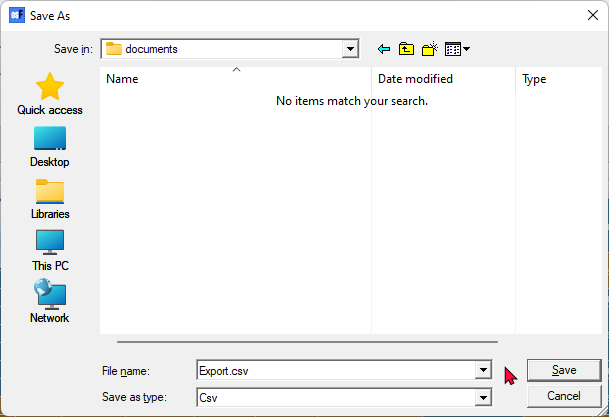 Save As
Save in: documents
Name Date modified Type
No items match your search.
Quick access
Desktop
Libraries
This PC
Network
File name: Export.csv Save
Save as type: Csv Cancel